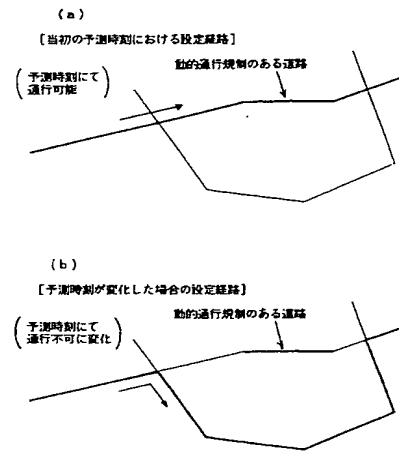 (a)
[当初の予測時刻における設定経路]
(予測時刻にて
通行可能)
動的通行規制のある道路
(b)
[予測時刻が変化した場合の設定経路]
(予測時刻にて
通行不可に変化)
動的通行規制のある道路